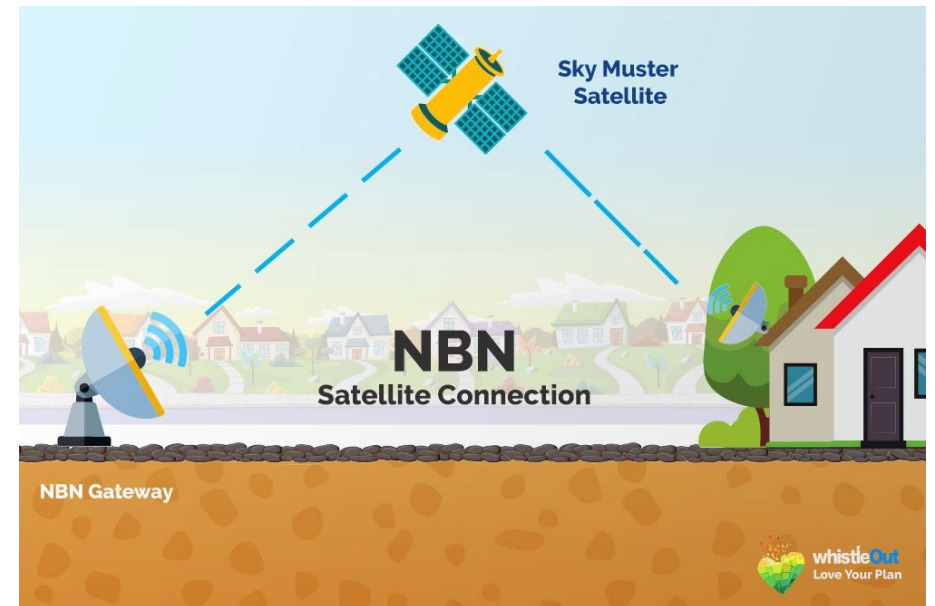 Sky Muster
Satellite
NBN
Satellite Connection
NBN Gateway
whistleOut
Love Your Plan